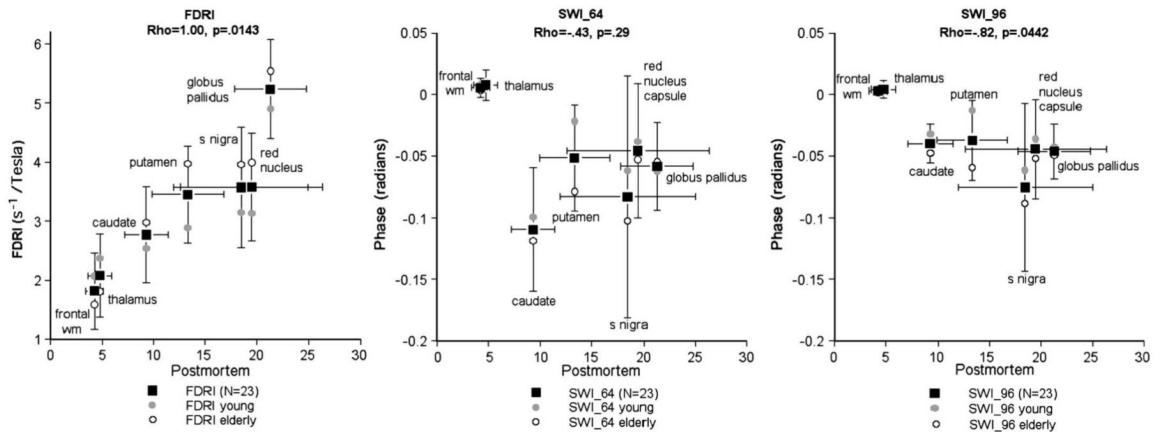 FDRI
Rho=1.00, p=.0143
6
5
4
3
2
1
FDRI (s⁻¹/Tesla)
globus
pallidus
s nigra
putamen
red
nucleus
caudate
thalamus
frontal
wm
0 5 10 15 20 25 30
Postmortem
FDRI (N=23)
FDRI young
FDRI elderly
SWI_64
Rho=-.43, p=.29
0.05
0
-0.05
-0.1
-0.15
-0.2
Phase (radians)
frontal
wm
thalamus
red
nucleus
capsule
globus pallidus
putamen
caudate
s nigra
0 5 10 15 20 25 30
Postmortem
SWI_64 (N=23)
SWI_64 young
SWI_64 elderly
SWI_96
Rho=-.82, p=.0442
0.05
0
-0.05
-0.1
-0.15
-0.2
Phase (radians)
frontal
wm
thalamus
red
nucleus
capsule
putamen
caudate
globus pallidus
s nigra
0 5 10 15 20 25 30
Postmortem
SWI_96 (N=23)
SWI_96 young
SWI_96 elderly